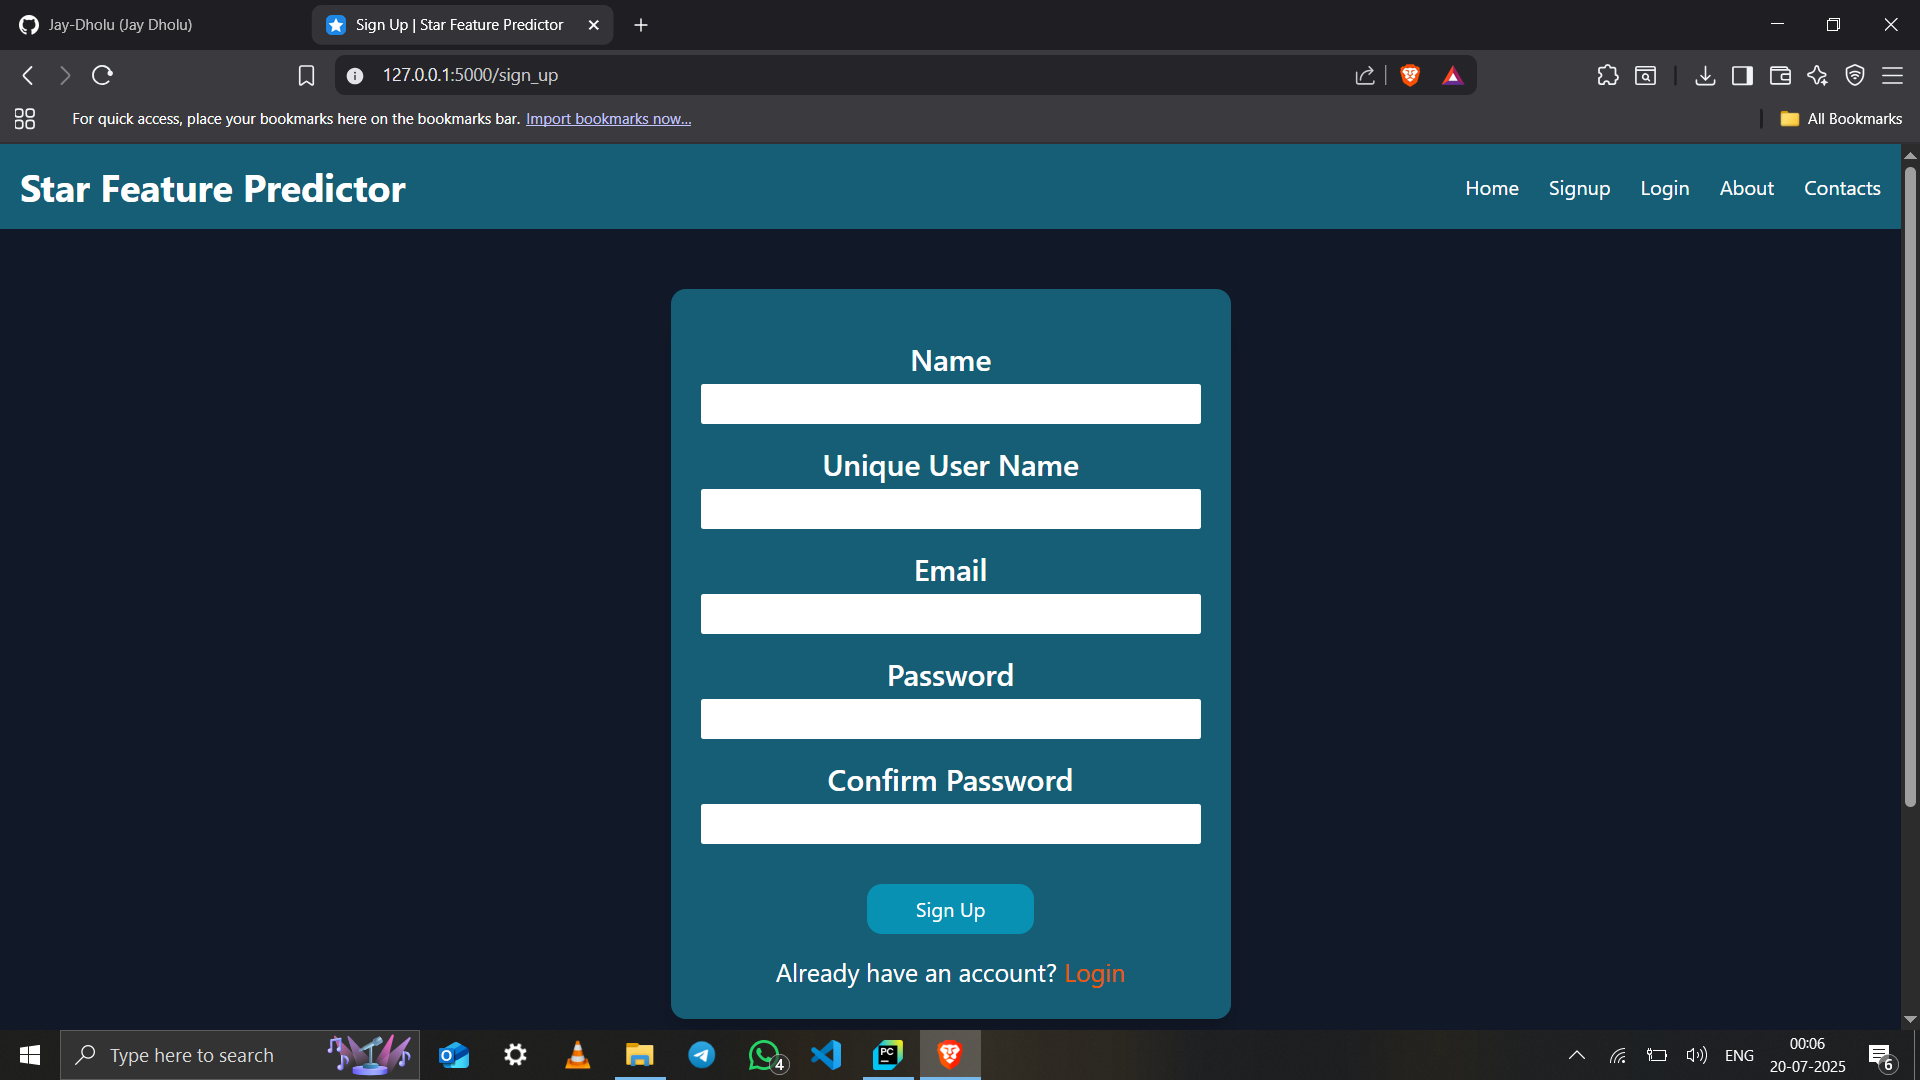 Jay-Dholu (Jay Dholu)
Sign Up | Star Feature Predictor
127.0.0.1:5000/sign_up
For quick access, place your bookmarks here on the bookmarks bar. Import bookmarks now...
All Bookmarks
Star Feature Predictor
Home Signup Login About Contacts
Name
Unique User Name
Email
Password
Confirm Password
Sign Up
Already have an account? Login
Type here to search
O
4
PC
ENG
00:06
20-07-2025
6